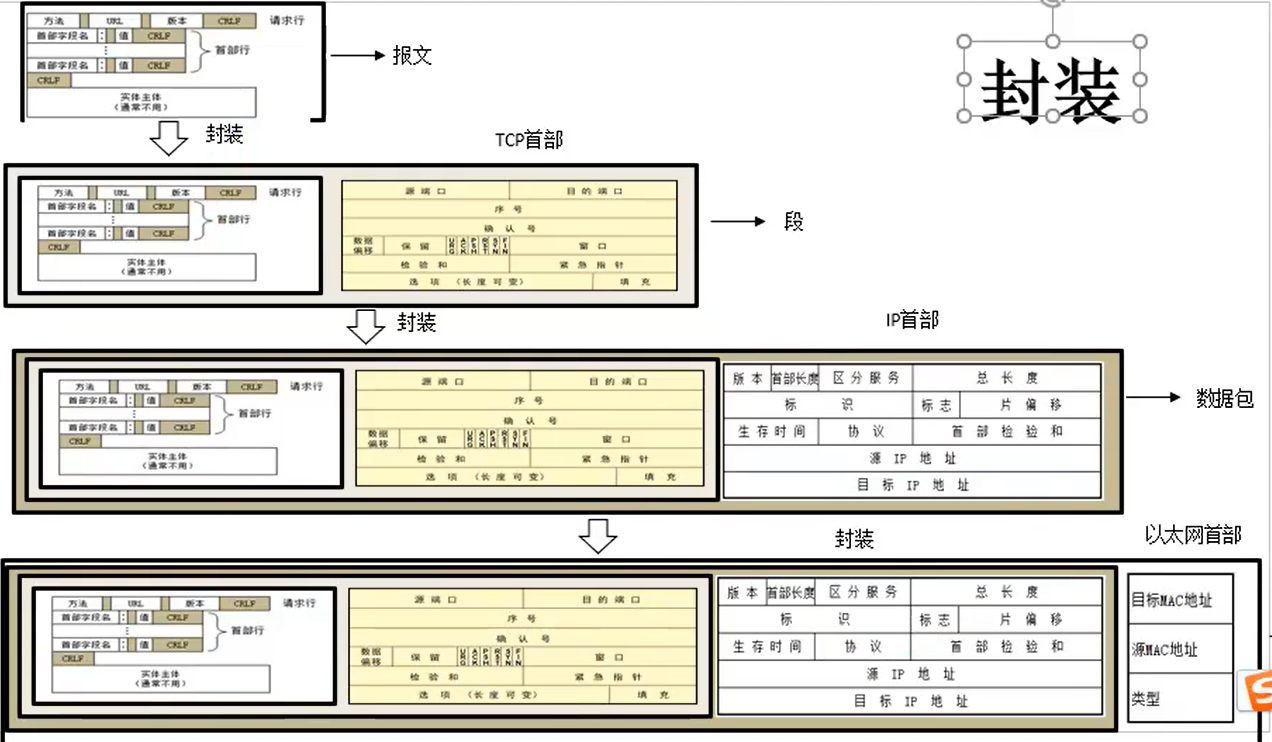 方法 URL 版本 CRLF 请求行
首部字段名 : 值 CRLF
首部行
⋮
首部字段名 : 值 CRLF
CRLF
实体主体
(通常不用)
报文
封装
封装
TCP首部
方法 URL 版本 CRLF 请求行
首部字段名 : 值 CRLF
首部行
⋮
首部字段名 : 值 CRLF
CRLF
实体主体
(通常不用)
源端口 目的端口
序号
确认号
数据偏移 保留 URG ACK PSH RST SYN FIN 窗口
检验和 紧急指针
选项 (长度可变) 填充
段
封装
IP首部
方法 URL 版本 CRLF 请求行
首部字段名 : 值 CRLF
首部行
⋮
首部字段名 : 值 CRLF
CRLF
实体主体
(通常不用)
源端口 目的端口
序号
确认号
数据偏移 保留 URG ACK PSH RST SYN FIN 窗口
检验和 紧急指针
选项 (长度可变) 填充
版本 首部长度 区分服务 总长度
标识 标志 片偏移
生存时间 协议 首部检验和
源 IP 地址
目标 IP 地址
数据包
封装
以太网首部
方法 URL 版本 CRLF 请求行
首部字段名 : 值 CRLF
首部行
⋮
首部字段名 : 值 CRLF
CRLF
实体主体
(通常不用)
源端口 目的端口
序号
确认号
数据偏移 保留 URG ACK PSH RST SYN FIN 窗口
检验和 紧急指针
选项 (长度可变) 填充
版本 首部长度 区分服务 总长度
标识 标志 片偏移
生存时间 协议 首部检验和
源 IP 地址
目标 IP 地址
目标MAC地址
源MAC地址
类型